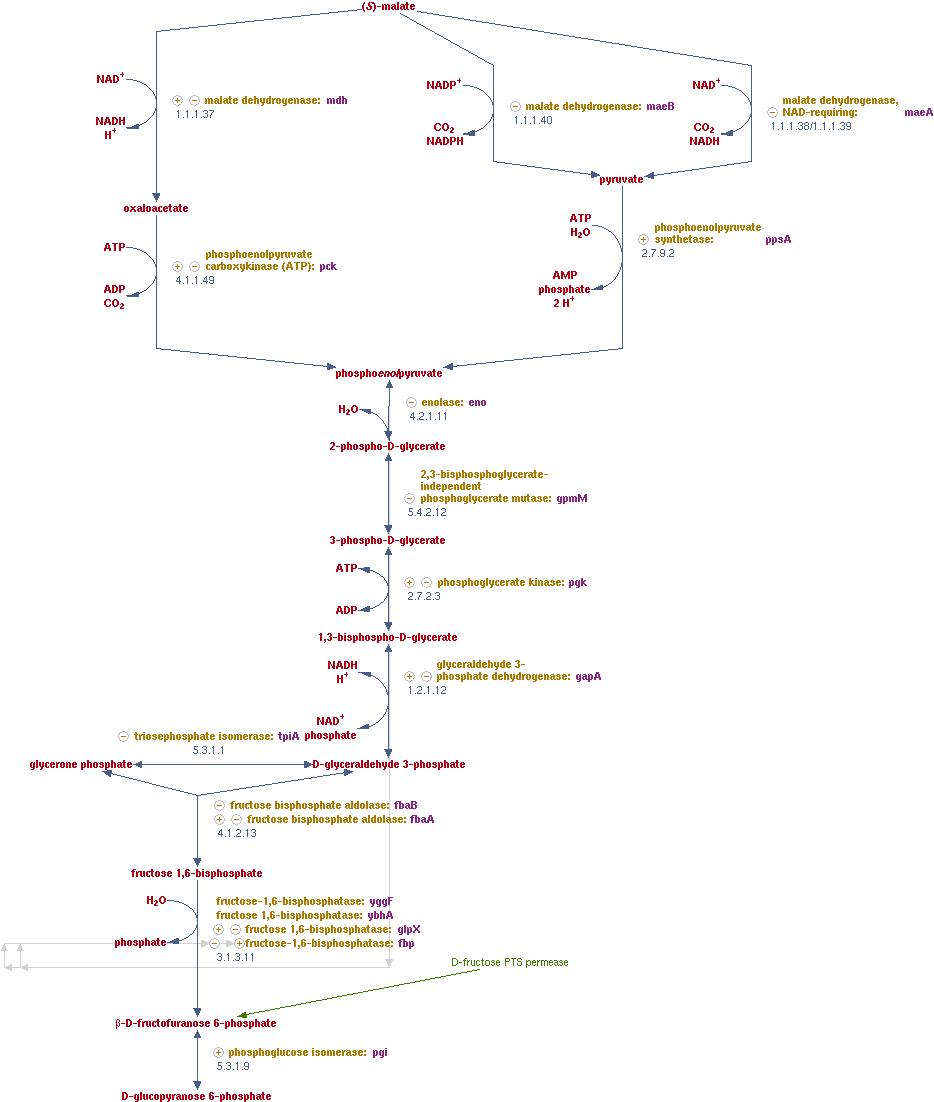 (S)-malate
NAD+
NADH
H+
malate dehydrogenase: mdh
1.1.1.37
NADP+
CO2
NADPH
malate dehydrogenase: maeB
1.1.1.40
NAD+
CO2
NADH
malate dehydrogenase,
NAD-requiring: maeA
1.1.1.38/1.1.1.39
pyruvate
oxaloacetate
ATP
ADP
CO2
phosphoenolpyruvate
carboxykinase (ATP): pck
4.1.1.49
ATP
H2O
AMP
phosphate
2 H+
phosphoenolpyruvate
synthetase: ppsA
2.7.9.2
phosphoenolpyruvate
H2O
enolase: eno
4.2.1.11
2-phospho-D-glycerate
2,3-bisphosphoglycerate-
independent
phosphoglycerate mutase: gpmM
5.4.2.12
3-phospho-D-glycerate
ATP
ADP
phosphoglycerate kinase: pgk
2.7.2.3
1,3-bisphospho-D-glycerate
NADH
H+
NAD+
phosphate
glyceraldehyde 3-
phosphate dehydrogenase: gapA
1.2.1.12
triosephosphate isomerase: tpiA
5.3.1.1
glycerone phosphate
D-glyceraldehyde 3-phosphate
fructose bisphosphate aldolase: fbaB
fructose bisphosphate aldolase: fbaA
4.1.2.13
fructose 1,6-bisphosphate
H2O
phosphate
fructose-1,6-bisphosphatase: yggF
fructose 1,6-bisphosphatase: ybhA
fructose 1,6-bisphosphatase: glpX
fructose-1,6-bisphosphatase: fbp
3.1.3.11
D-fructose PTS permease
β-D-fructofuranose 6-phosphate
phosphoglucose isomerase: pgi
5.3.1.9
D-glucopyranose 6-phosphate